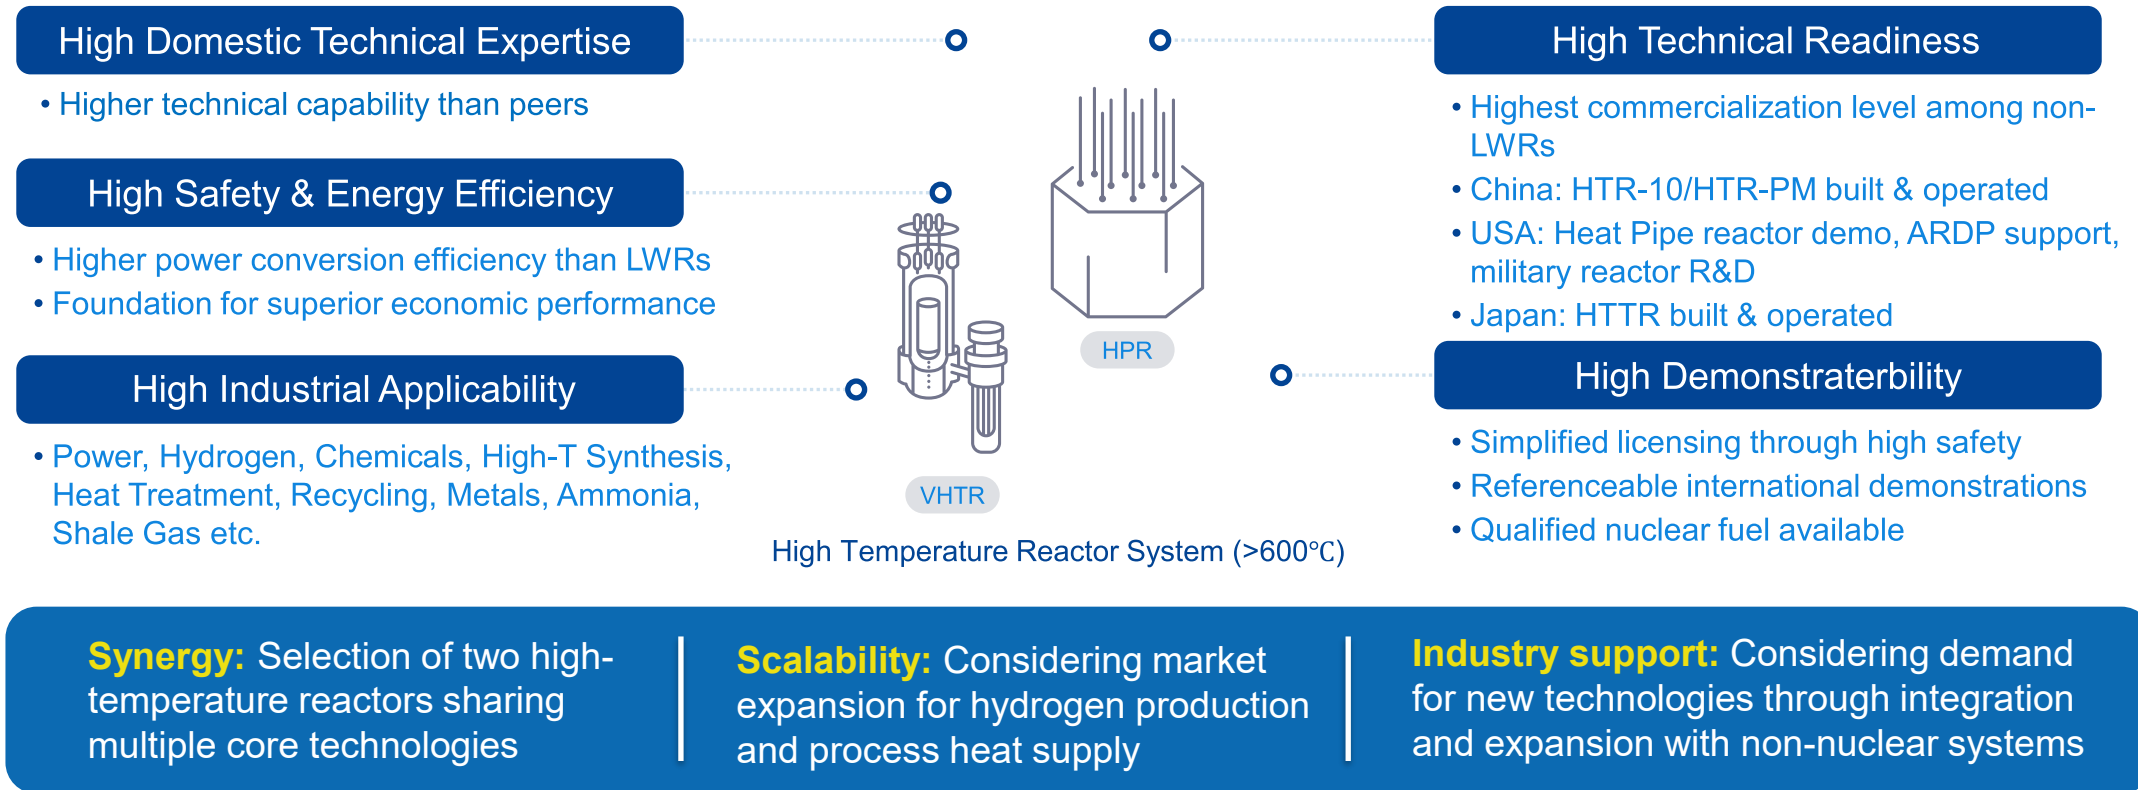 High Domestic Technical Expertise
• Higher technical capability than peers
High Safety & Energy Efficiency
• Higher power conversion efficiency than LWRs
• Foundation for superior economic performance
High Industrial Applicability
• Power, Hydrogen, Chemicals, High-T Synthesis,
Heat Treatment, Recycling, Metals, Ammonia,
Shale Gas etc.
HPR
VHTR
High Temperature Reactor System (>600℃)
High Technical Readiness
• Highest commercialization level among non-
LWRs
• China: HTR-10/HTR-PM built & operated
• USA: Heat Pipe reactor demo, ARDP support,
military reactor R&D
• Japan: HTTR built & operated
High Demonstraterbility
• Simplified licensing through high safety
• Referenceable international demonstrations
• Qualified nuclear fuel available
Synergy: Selection of two high-
temperature reactors sharing
multiple core technologies
Scalability: Considering market
expansion for hydrogen production
and process heat supply
Industry support: Considering demand
for new technologies through integration
and expansion with non-nuclear systems